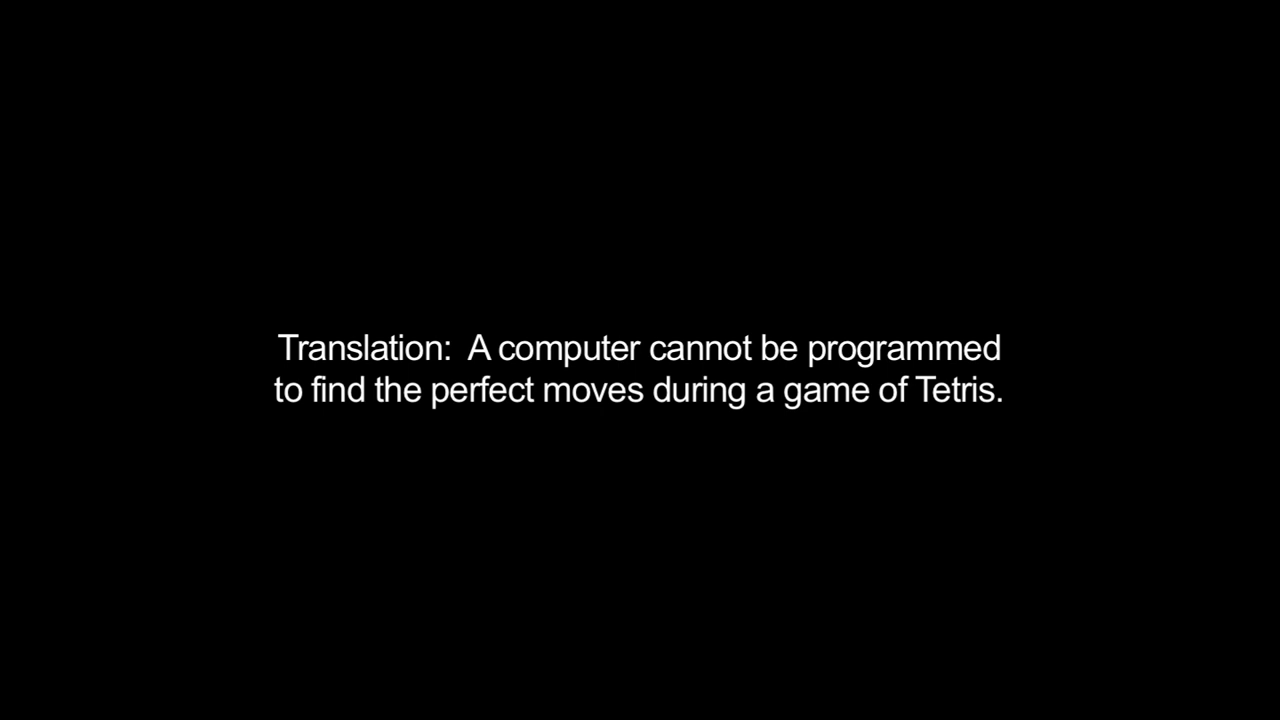 Translation:  A computer cannot be programmed
to find the perfect moves during a game of Tetris.